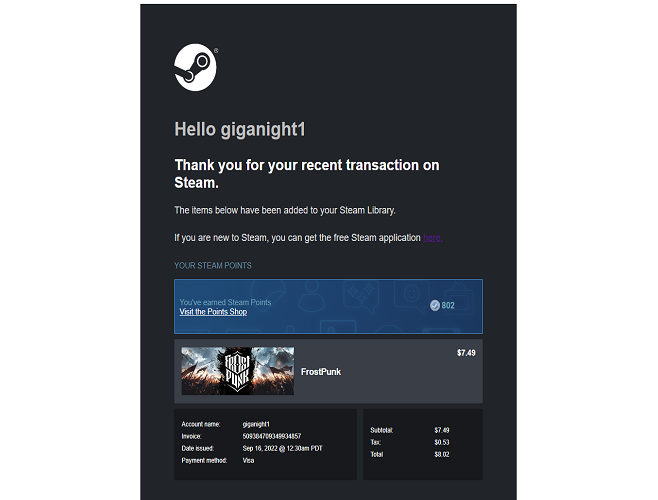 ®
Hello giganight1
Thank you for your recent transaction on
Steam.
The items below have been added to your Steam Library.
If you are new to Steam, you can get the free Steam application here.
YOUR STEAM POINTS
You've earned Steam Points
Visit the Points Shop
802
$7.49
FROST
PUNK
FrostPunk
Account name: giganight1
Invoice: 509384709349934857
Date issued: Sep 16, 2022 @ 12:30am PDT
Payment method: Visa
Subtotal: $7.49
Tax: $0.53
Total $8.02